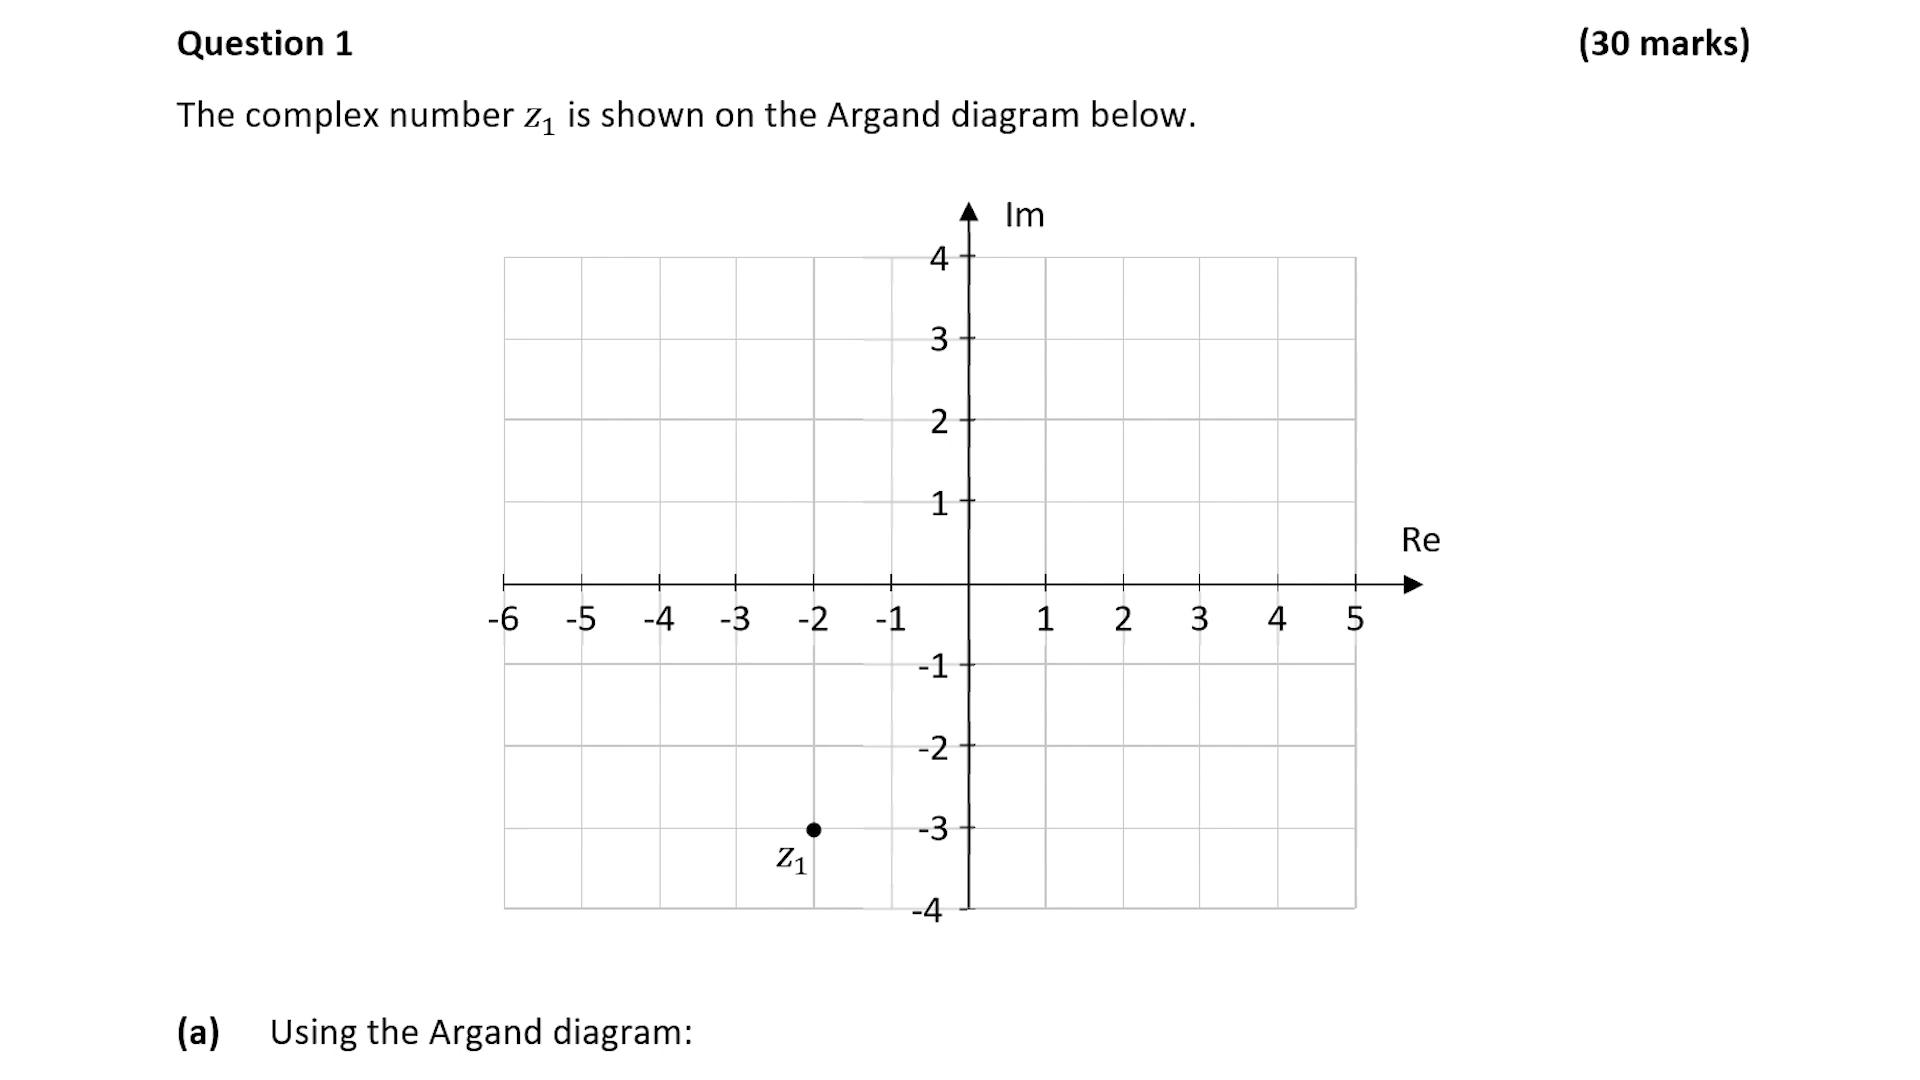 Question 1 (30 marks)
The complex number z₁ is shown on the Argand diagram below.
Im
4
3
2
1
Re
-6 -5 -4 -3 -2 -1 1 2 3 4 5
-1
-2
-3
z₁
-4
(a) Using the Argand diagram: